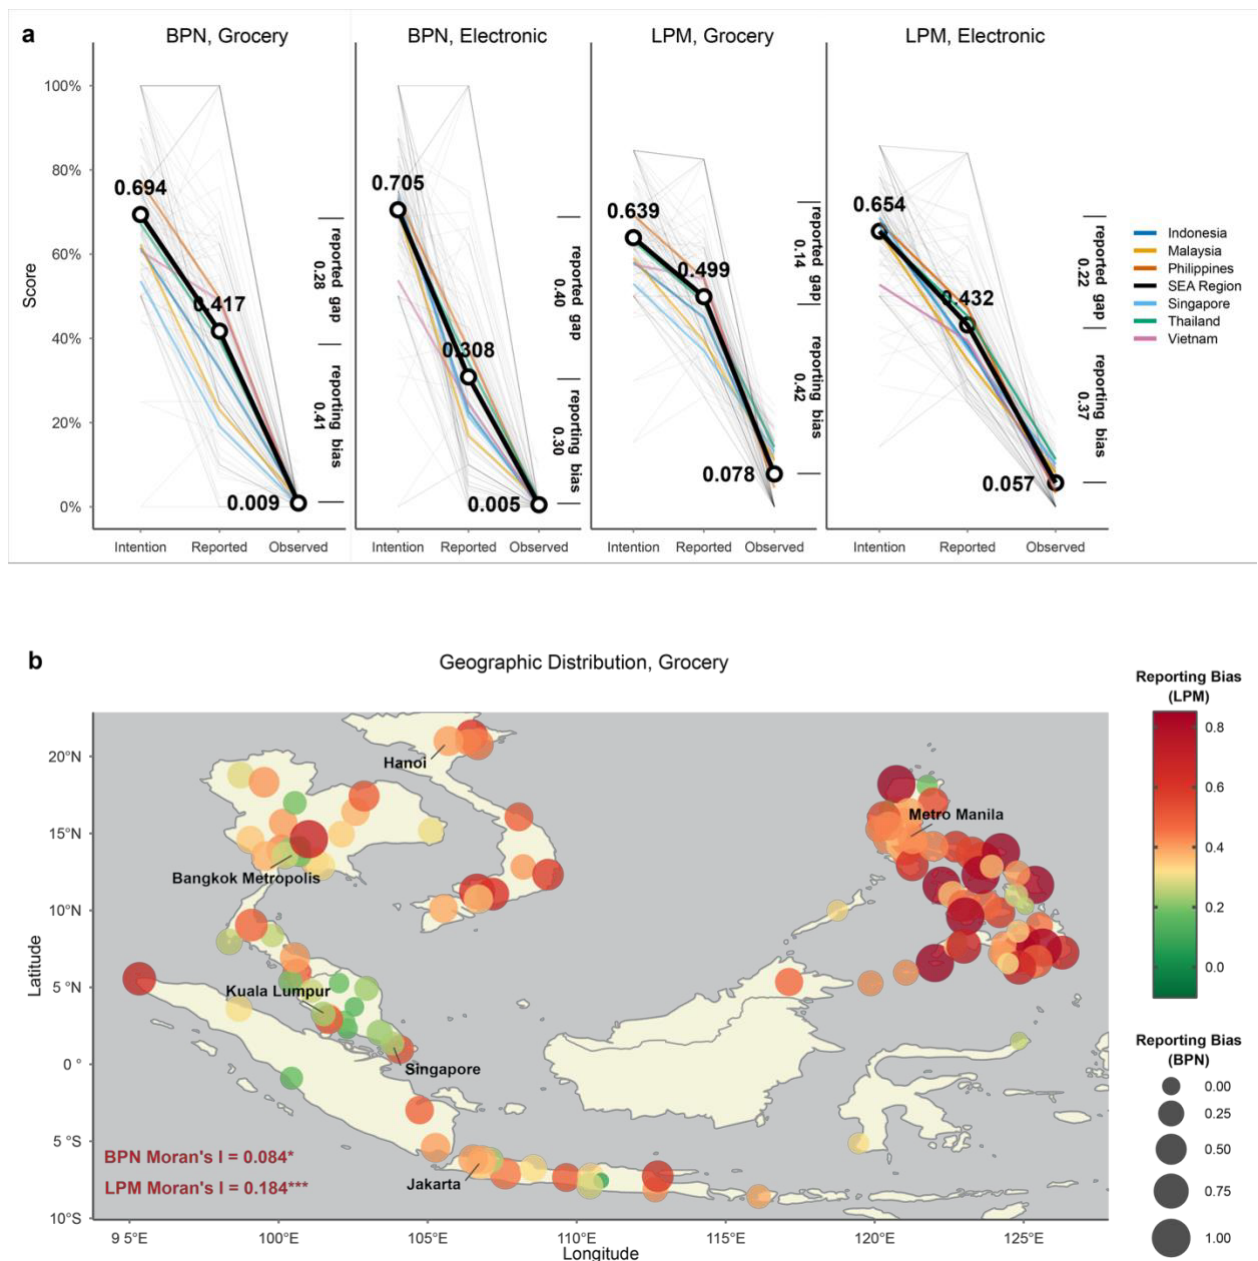 a
BPN, Grocery
BPN, Electronic
LPM, Grocery
LPM, Electronic
Score
100%
80%
60%
40%
20%
0%
0.694
0.417
0.009
reported gap
0.28
reporting bias
0.41
0.705
0.308
0.005
reported gap
0.40
reporting bias
0.30
0.639
0.499
0.078
reported gap
0.14
reporting bias
0.42
0.654
0.432
0.057
reported gap
0.22
reporting bias
0.37
Intention Reported Observed
Intention Reported Observed
Intention Reported Observed
Intention Reported Observed
Indonesia
Malaysia
Philippines
SEA Region
Singapore
Thailand
Vietnam
b
Geographic Distribution, Grocery
Latitude
20°N
15°N
10°N
5°N
0°
5°S
10°S
Hanoi
Metro Manila
Bangkok Metropolis
Kuala Lumpur
Singapore
Jakarta
BPN Moran's I = 0.084*
LPM Moran's I = 0.184***
9 5°E 100°E 105°E 110°E 115°E 120°E 125°E
Longitude
Reporting Bias
(LPM)
0.8
0.6
0.4
0.2
0.0
Reporting Bias
(BPN)
0.00
0.25
0.50
0.75
1.00